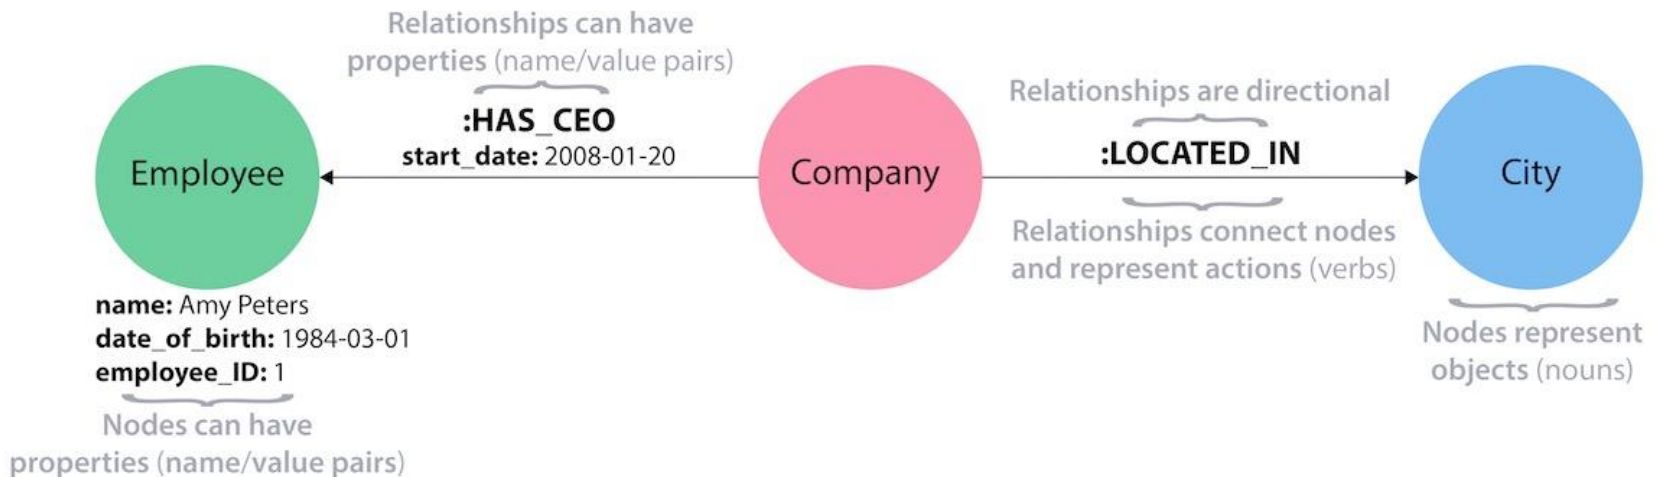 Relationships can have
properties (name/value pairs)
:HAS_CEO
start_date: 2008-01-20
Employee
name: Amy Peters
date_of_birth: 1984-03-01
employee_ID: 1
Nodes can have
properties (name/value pairs)
Company
Relationships are directional
:LOCATED_IN
Relationships connect nodes
and represent actions (verbs)
City
Nodes represent
objects (nouns)